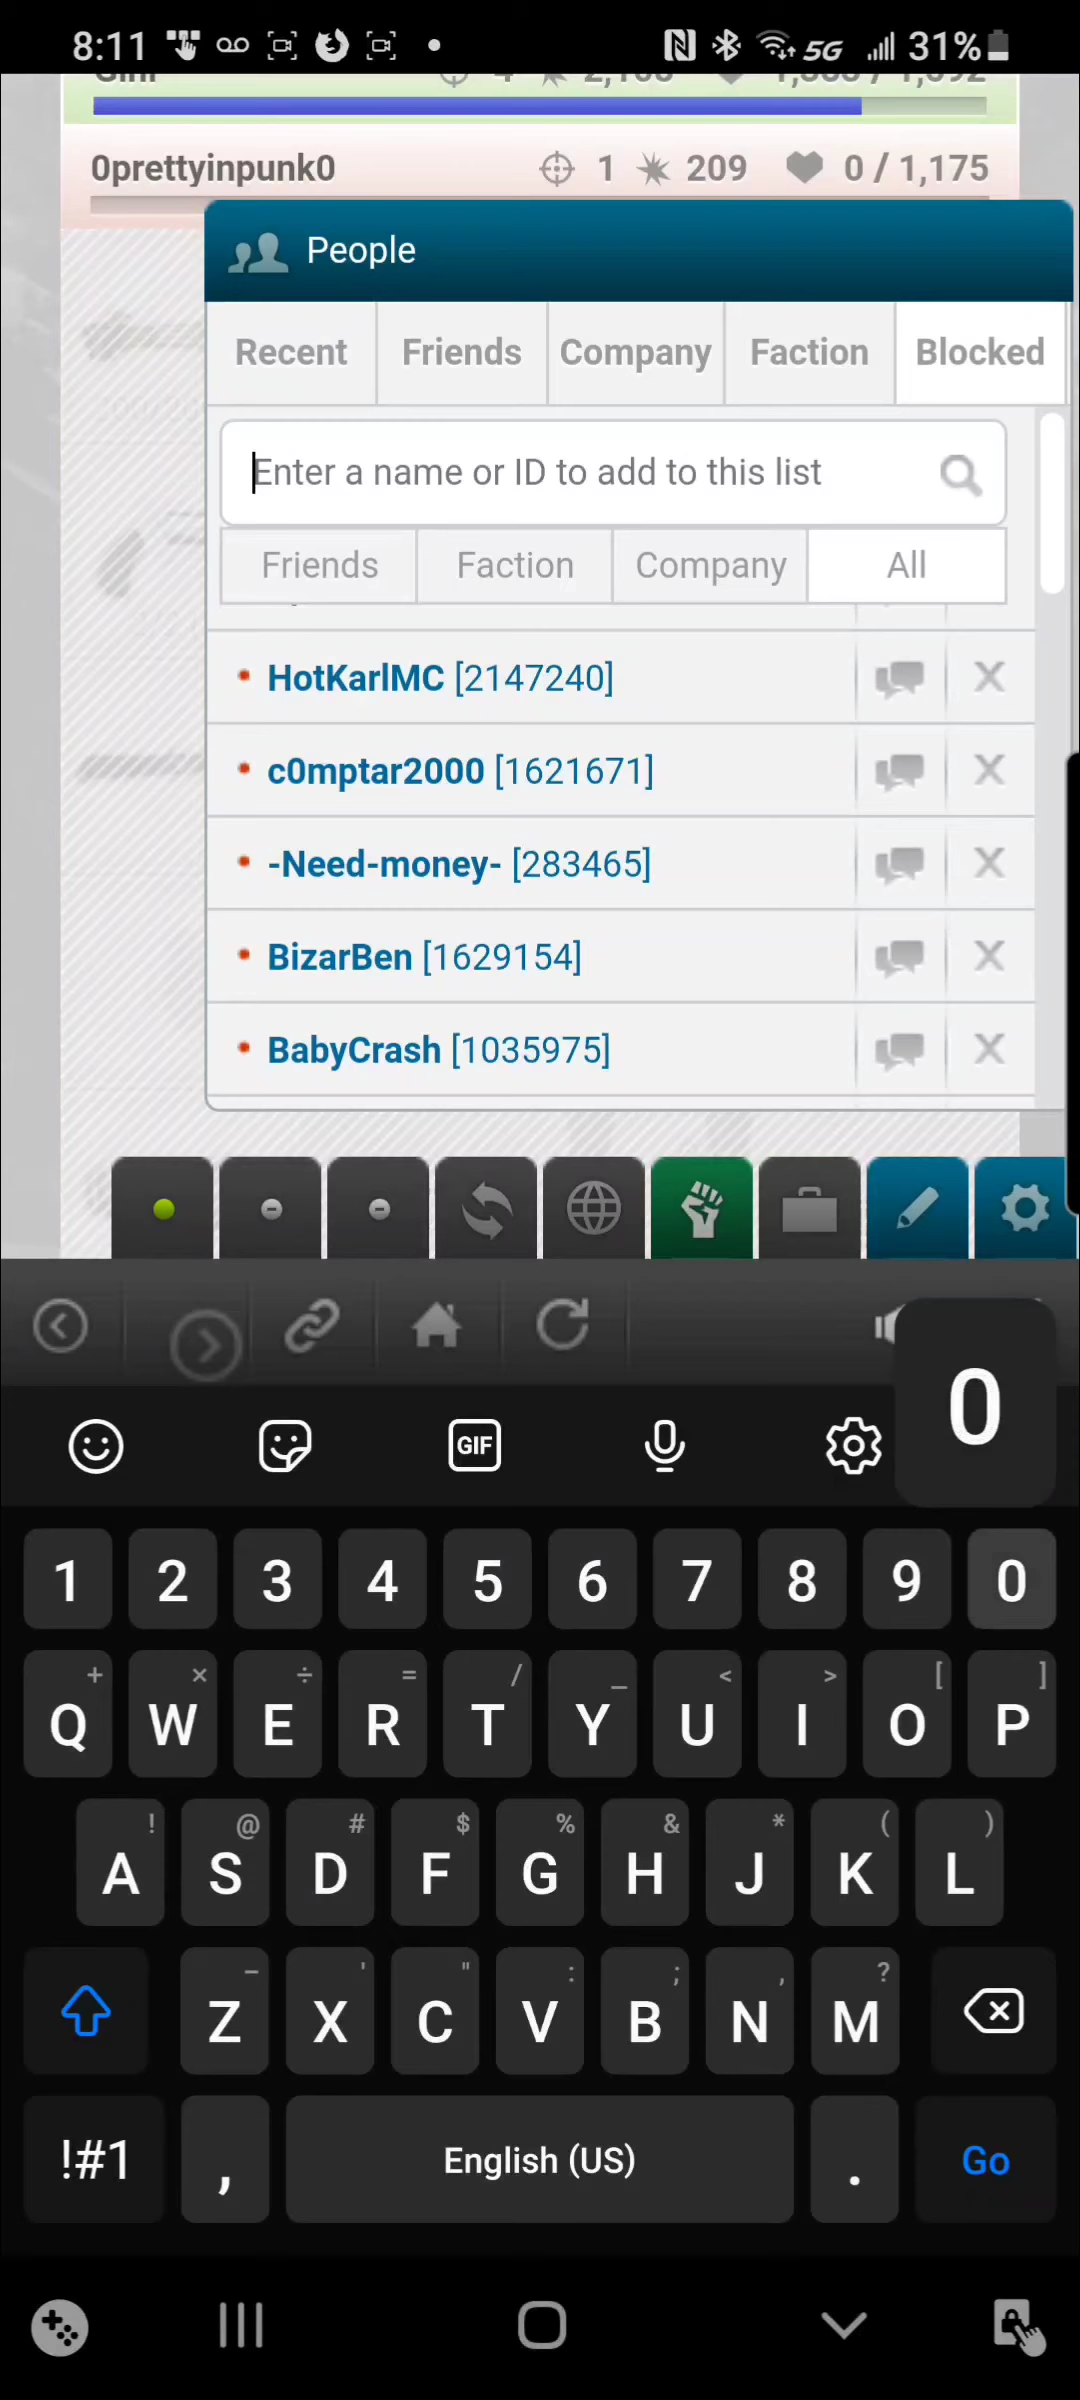 8:11 5G 31%
0prettyinpunk0 1 209 0 / 1,175
People
Recent Friends Company Faction Blocked
Enter a name or ID to add to this list
Friends Faction Company All
HotKarlMC [2147240]
c0mptar2000 [1621671]
-Need-money- [283465]
BizarBen [1629154]
BabyCrash [1035975]
0
GIF
1 2 3 4 5 6 7 8 9 0
+ × ÷ = / _ < > [ ]
Q W E R T Y U I O P
! @ # $ % & * ( )
A S D F G H J K L
- ' " : ; , ?
Z X C V B N M
!#1 , English (US) . Go